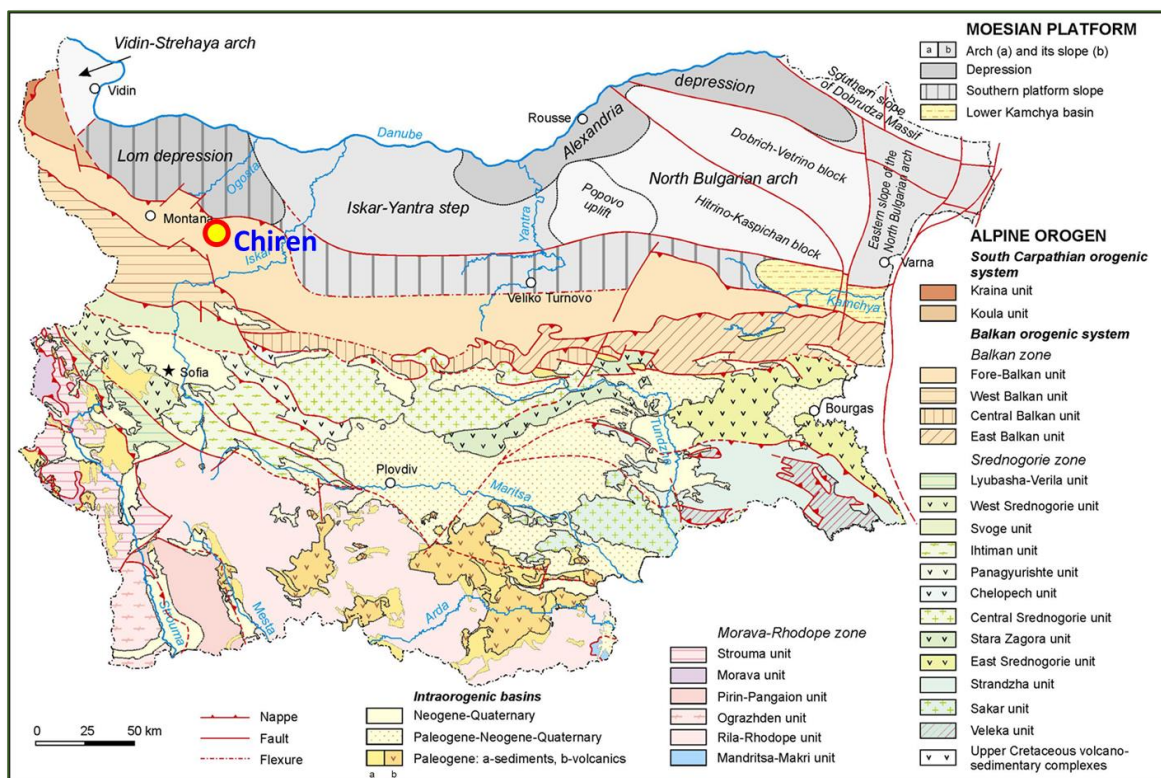 Vidin-Strehaya arch
Vidin
Lom depression
Ogosta
Montana
Chiren
Iskar
Danube
Iskar-Yantra step
Rousse
Alexandria
depression
Yantra
Popovo
uplift
Veliko Turnovo
North Bulgarian arch
Dobrich-Vetrino block
Hitrino-Kaspichan block
Southern slope
of Dobrudza Massif
Eastern slope of the
North Bulgarian arch
Varna
Kamchya
Sofia
Plovdiv
Maritsa
Tundzha
Bourgas
Strouma
Mesta
Arda
0 25 50 km
Nappe
Fault
Flexure
Intraorogenic basins
Neogene-Quaternary
Paleogene-Neogene-Quaternary
Paleogene: a-sediments, b-volcanics
a b
Morava-Rhodope zone
Strouma unit
Morava unit
Pirin-Pangaion unit
Ograzhden unit
Rila-Rhodope unit
Mandritsa-Makri unit
MOESIAN PLATFORM
a b Arch (a) and its slope (b)
Depression
Southern platform slope
Lower Kamchya basin
ALPINE OROGEN
South Carpathian orogenic
system
Kraina unit
Koula unit
Balkan orogenic system
Balkan zone
Fore-Balkan unit
West Balkan unit
Central Balkan unit
East Balkan unit
Srednogorie zone
Lyubasha-Verila unit
West Srednogorie unit
Svoge unit
Ihtiman unit
Panagyurishte unit
Chelopech unit
Central Srednogorie unit
Stara Zagora unit
East Srednogorie unit
Strandzha unit
Sakar unit
Veleka unit
Upper Cretaceous volcano-
sedimentary complexes